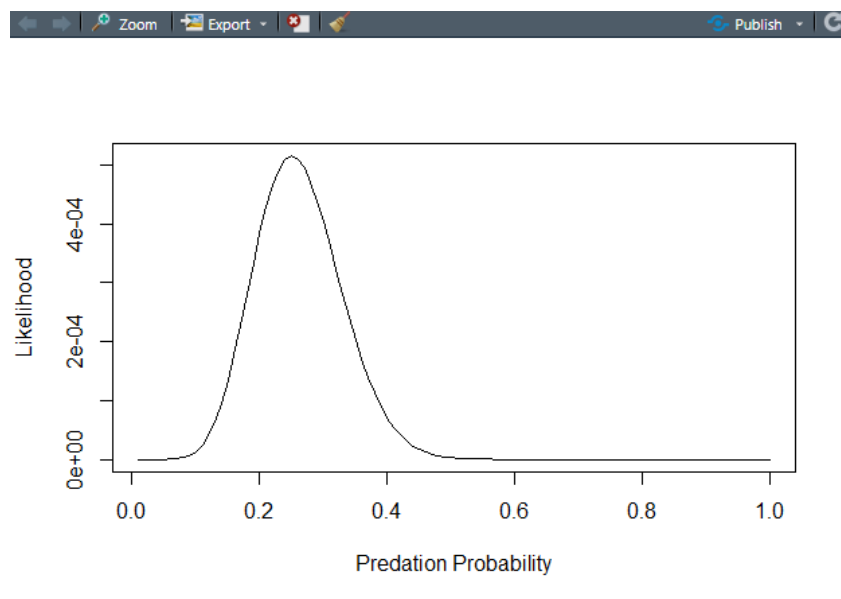 Zoom Export Publish
Likelihood
4e-04
2e-04
0e+00
0.0 0.2 0.4 0.6 0.8 1.0
Predation Probability